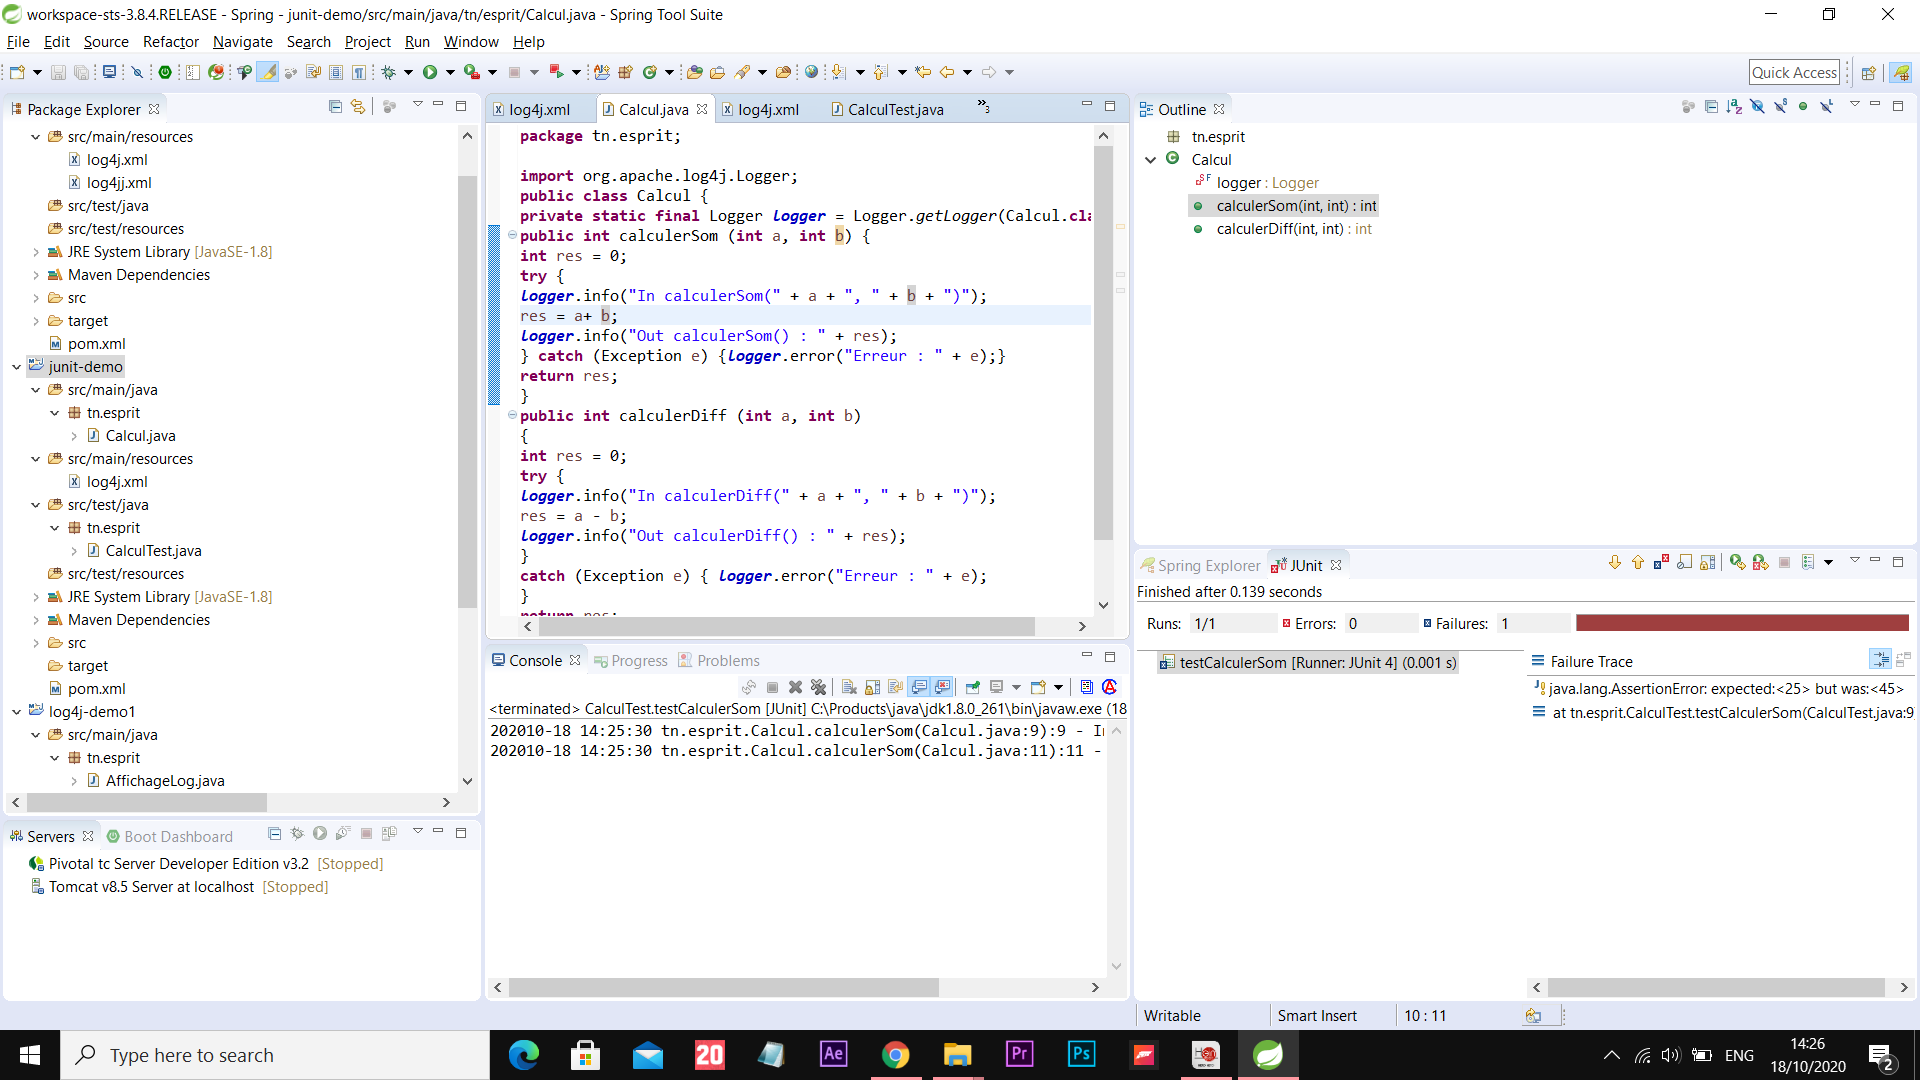 workspace-sts-3.8.4.RELEASE - Spring - junit-demo/src/main/java/tn/esprit/Calcul.java - Spring Tool Suite
File Edit Source Refactor Navigate Search Project Run Window Help
Quick Access
Package Explorer
src/main/resources
log4j.xml
log4jj.xml
src/test/java
src/test/resources
JRE System Library [JavaSE-1.8]
Maven Dependencies
src
target
pom.xml
junit-demo
src/main/java
tn.esprit
Calcul.java
src/main/resources
log4j.xml
src/test/java
tn.esprit
CalculTest.java
src/test/resources
JRE System Library [JavaSE-1.8]
Maven Dependencies
src
target
pom.xml
log4j-demo1
src/main/java
tn.esprit
AffichageLog.java
Servers Boot Dashboard
Pivotal tc Server Developer Edition v3.2 [Stopped]
Tomcat v8.5 Server at localhost [Stopped]
log4j.xml Calcul.java log4j.xml CalculTest.java »3
package tn.esprit;
import org.apache.log4j.Logger;
public class Calcul {
private static final Logger logger = Logger.getLogger(Calcul.cla
public int calculerSom (int a, int b) {
int res = 0;
try {
logger.info("In calculerSom(" + a + ", " + b + ")");
res = a+ b;
logger.info("Out calculerSom() : " + res);
} catch (Exception e) {logger.error("Erreur : " + e);}
return res;
}
public int calculerDiff (int a, int b)
{
int res = 0;
try {
logger.info("In calculerDiff(" + a + ", " + b + ")");
res = a - b;
logger.info("Out calculerDiff() : " + res);
}
catch (Exception e) { logger.error("Erreur : " + e);
}
return res;
Console Progress Problems
<terminated> CalculTest.testCalculerSom [JUnit] C:\Products\java\jdk1.8.0_261\bin\javaw.exe (18
202010-18 14:25:30 tn.esprit.Calcul.calculerSom(Calcul.java:9):9 - In
202010-18 14:25:30 tn.esprit.Calcul.calculerSom(Calcul.java:11):11 -
Outline
tn.esprit
Calcul
logger : Logger
calculerSom(int, int) : int
calculerDiff(int, int) : int
Spring Explorer JUnit
Finished after 0.139 seconds
Runs: 1/1 Errors: 0 Failures: 1
testCalculerSom [Runner: JUnit 4] (0.001 s)
Failure Trace
java.lang.AssertionError: expected:<25> but was:<45>
at tn.esprit.CalculTest.testCalculerSom(CalculTest.java:9
Writable Smart Insert 10 : 11
Type here to search
20
Ae
Pr
Ps
ENG
14:26
18/10/2020
2